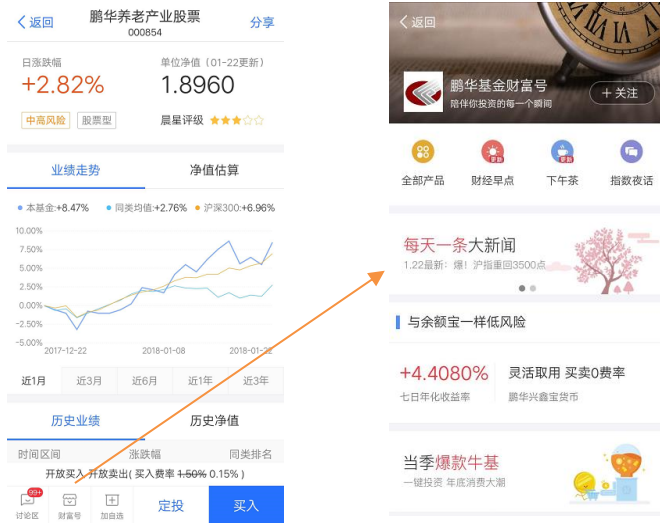 返回
鹏华养老产业股票
000854
分享
日涨跌幅
单位净值（01-22更新）
+2.82%
1.8960
中高风险
股票型
晨星评级
业绩走势
净值估算
本基金:+8.47%
同类均值:+2.76%
沪深300:+6.96%
10.00%
7.50%
5.00%
2.50%
0.00%
-2.50%
-5.00%
2017-12-22
2018-01-08
2018-01-22
近1月
近3月
近6月
近1年
近3年
历史业绩
历史净值
时间区间
涨跌幅
同类排名
开放买入 开放卖出( 买入费率 1.50% 0.15% )
99+
讨论区
财富号
加自选
定投
买入
返回
鹏华基金财富号
陪伴你投资的每一个瞬间
+ 关注
更新
更新
全部产品
财经早点
下午茶
指数夜话
每天一条大新闻
1.22最新：爆！沪指重回3500点
与余额宝一样低风险
+4.4080%
灵活取用 买卖0费率
七日年化收益率
鹏华兴鑫宝货币
当季爆款牛基
一键投资 年底消费大潮